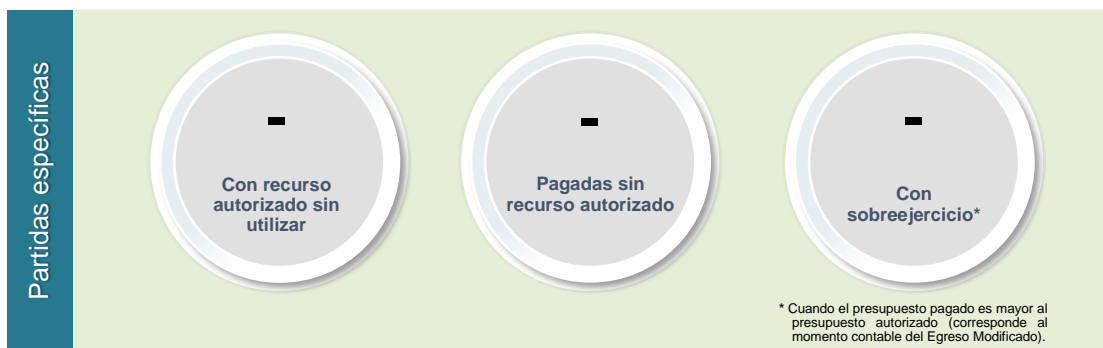 Partidas específicas
-
Con recurso
autorizado sin
utilizar
-
Pagadas sin
recurso autorizado
-
Con
sobreejercicio*
* Cuando el presupuesto pagado es mayor al
presupuesto autorizado (corresponde al
momento contable del Egreso Modificado).